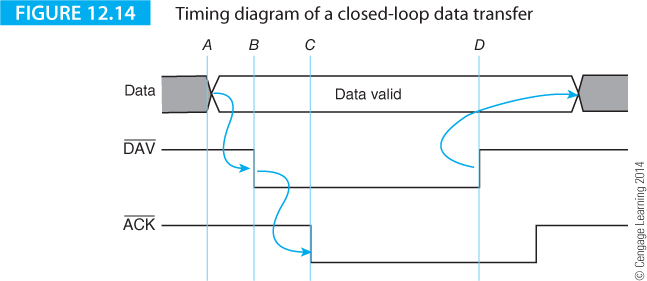 FIGURE 12.14 Timing diagram of a closed-loop data transfer
A B C D
Data Data valid
DAV
ACK
© Cengage Learning 2014